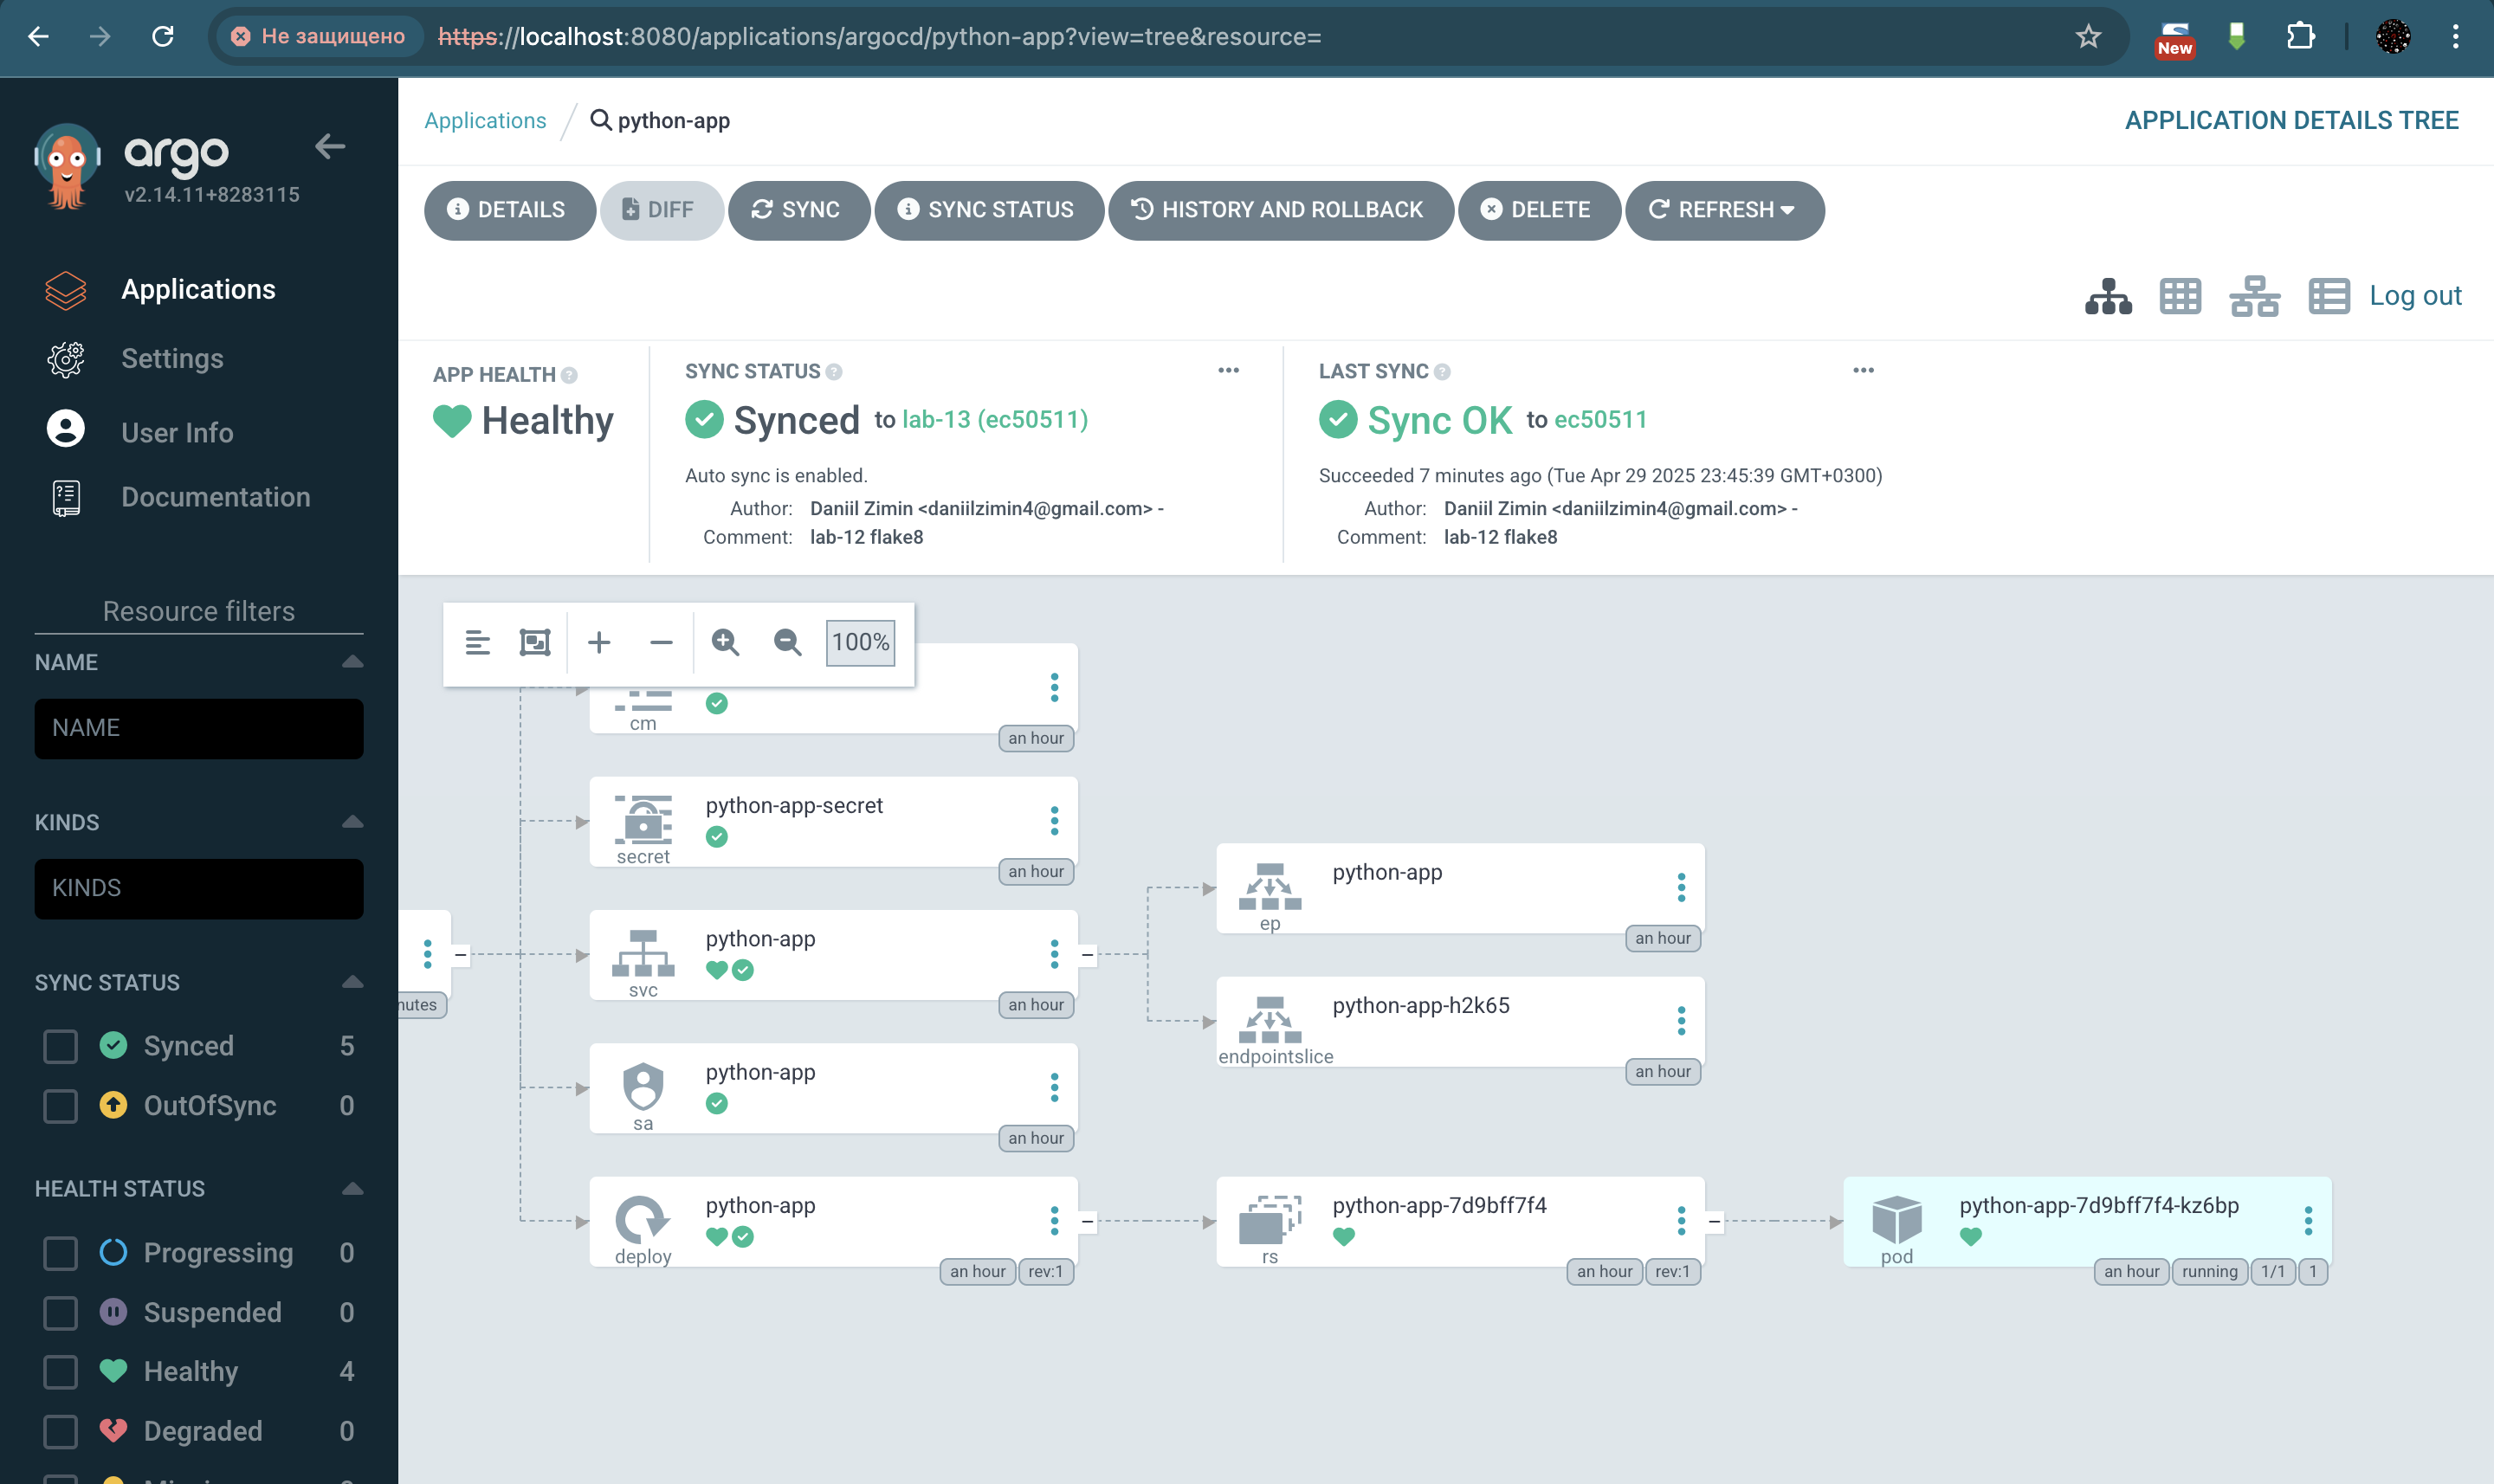 Не защищено
https://localhost:8080/applications/argocd/python-app?view=tree&resource=
New
argo
v2.14.11+8283115
Applications
Settings
User Info
Documentation
Resource filters
NAME
NAME
KINDS
KINDS
SYNC STATUS
Synced 5
OutOfSync 0
HEALTH STATUS
Progressing 0
Suspended 0
Healthy 4
Degraded 0
Applications / python-app
APPLICATION DETAILS TREE
DETAILS
DIFF
SYNC
SYNC STATUS
HISTORY AND ROLLBACK
DELETE
REFRESH
Log out
APP HEALTH
Healthy
SYNC STATUS
Synced to lab-13 (ec50511)
Auto sync is enabled.
Author: Daniil Zimin <daniilzimin4@gmail.com> -
Comment: lab-12 flake8
LAST SYNC
Sync OK to ec50511
Succeeded 7 minutes ago (Tue Apr 29 2025 23:45:39 GMT+0300)
Author: Daniil Zimin <daniilzimin4@gmail.com> -
Comment: lab-12 flake8
100%
cm
an hour
python-app-secret
secret
an hour
nutes
python-app
svc
an hour
python-app
ep
an hour
python-app-h2k65
endpointslice
an hour
python-app
sa
an hour
python-app
deploy
an hour
rev:1
python-app-7d9bff7f4
rs
an hour
rev:1
python-app-7d9bff7f4-kz6bp
pod
an hour
running
1/1
1